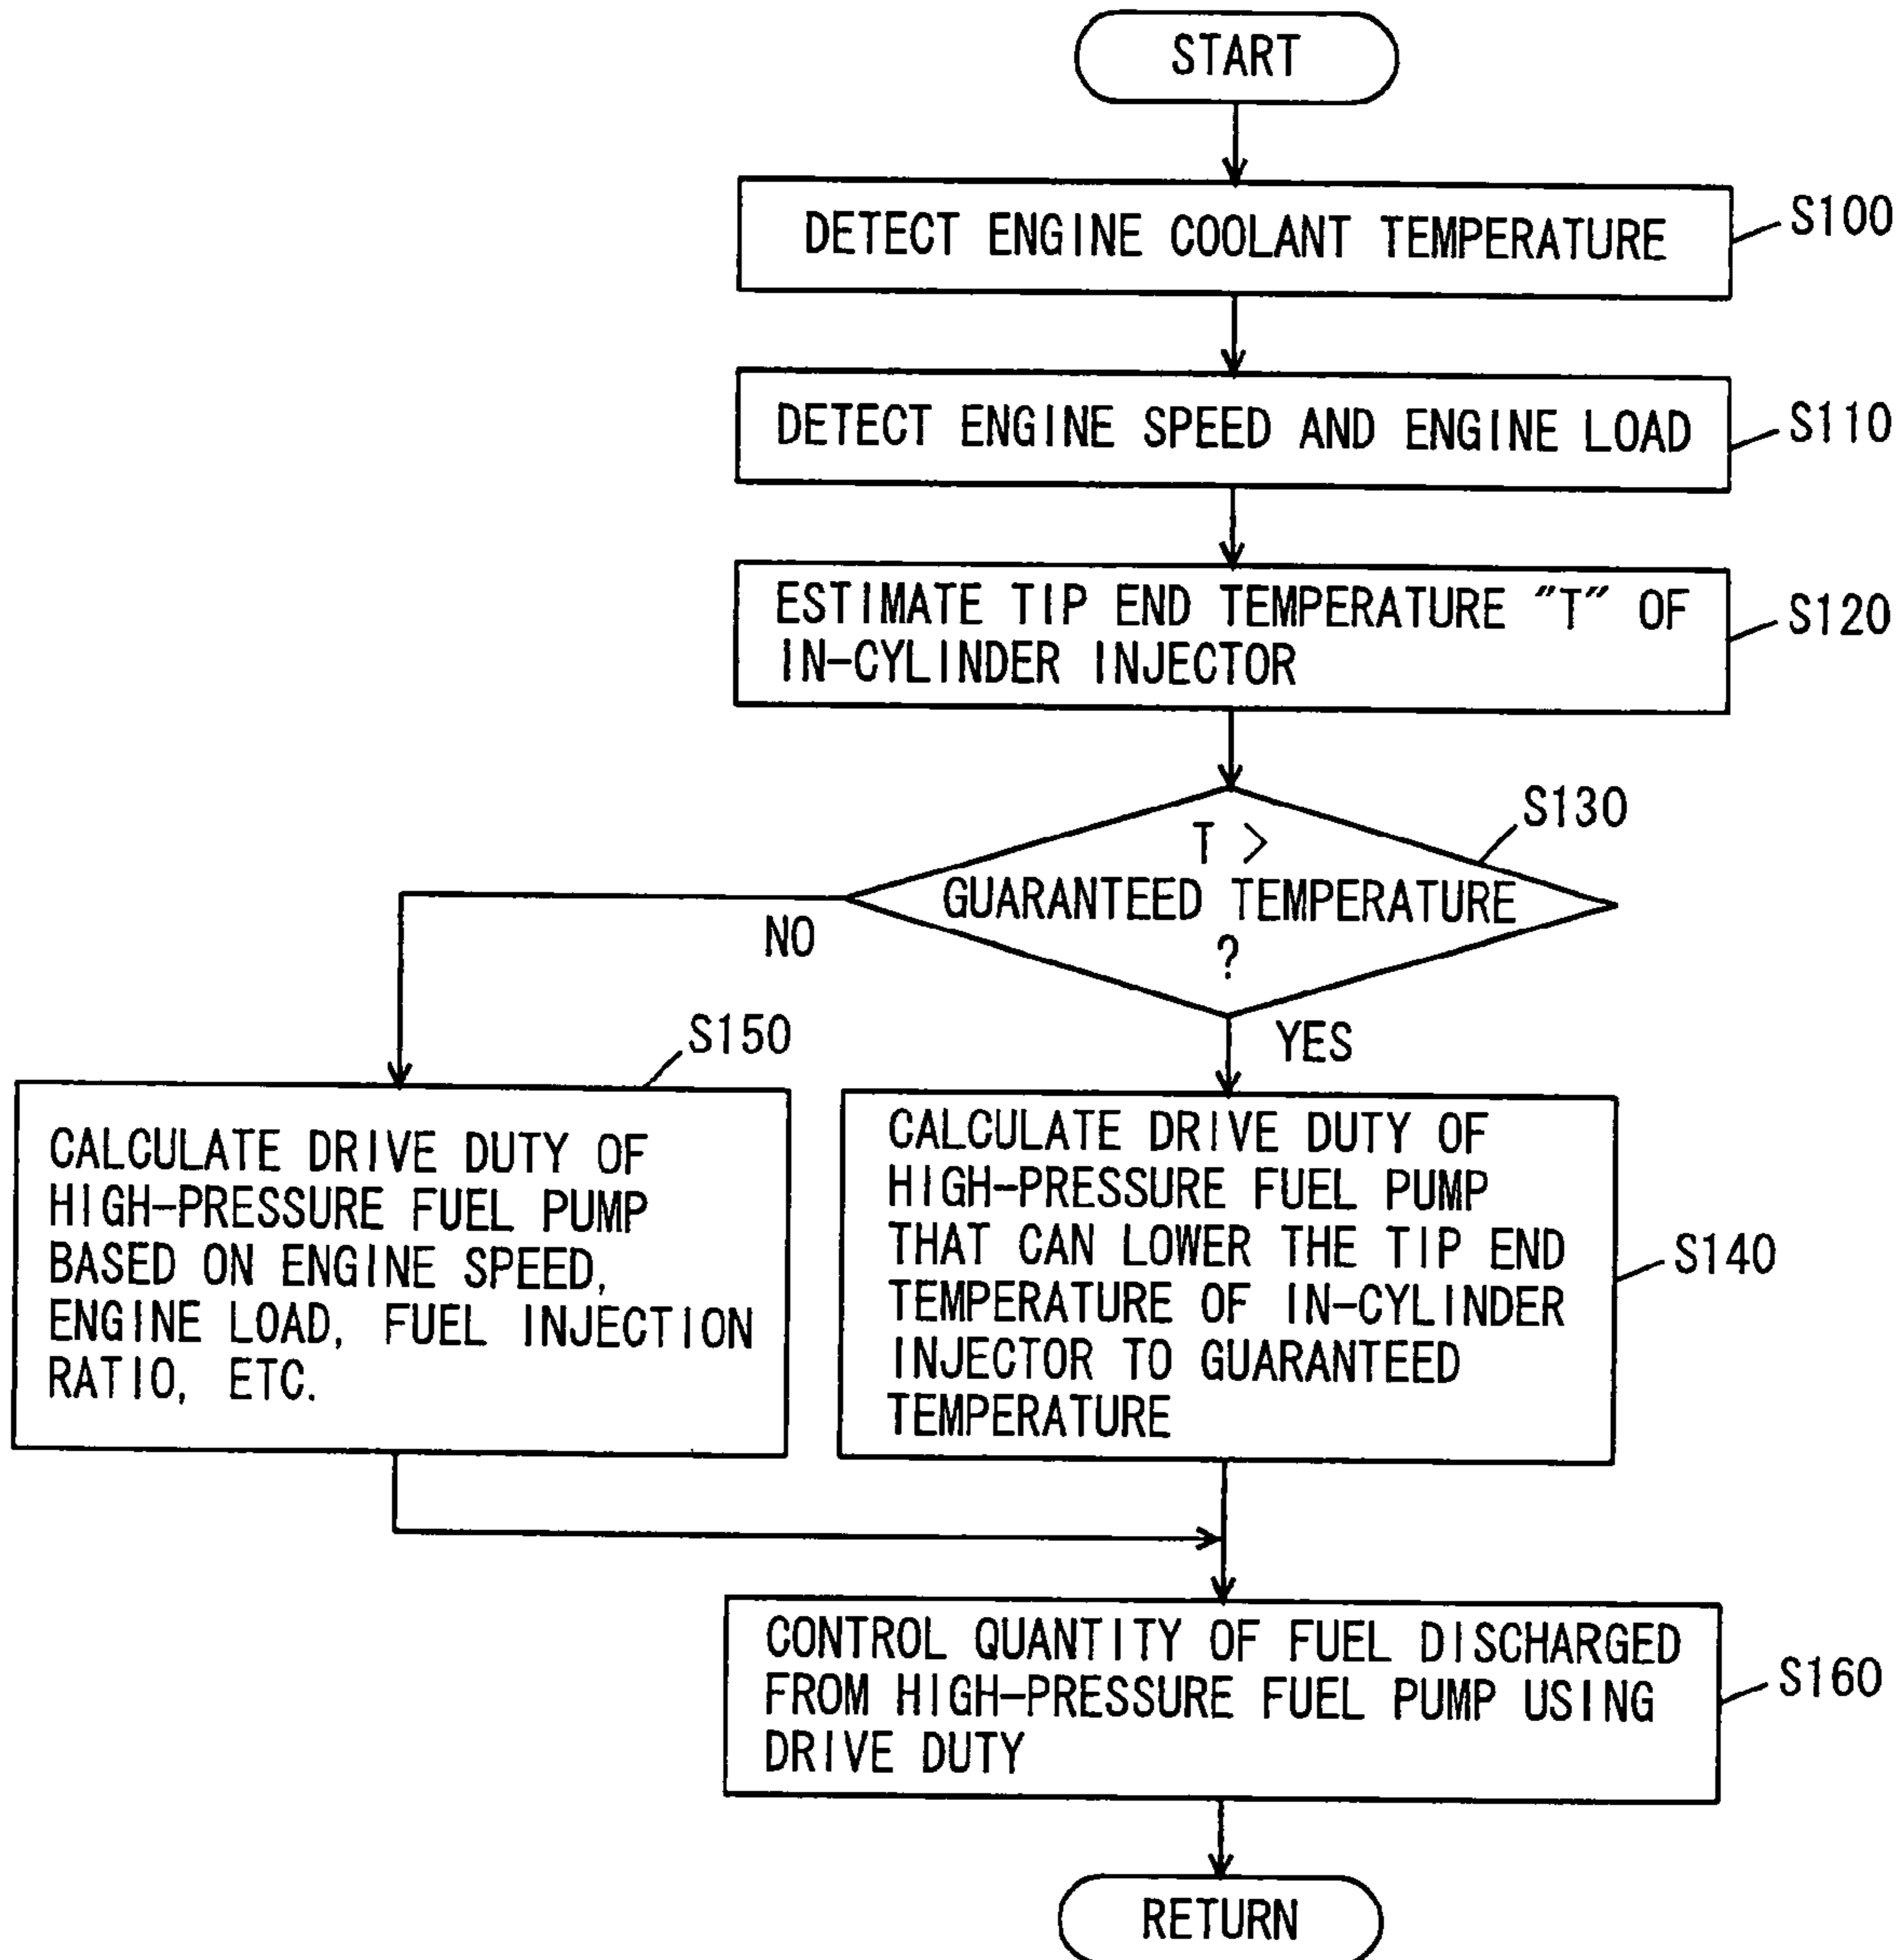 START
DETECT ENGINE COOLANT TEMPERATURE
S100
DETECT ENGINE SPEED AND ENGINE LOAD
S110
ESTIMATE TIP END TEMPERATURE "T" OF
IN-CYLINDER INJECTOR
S120
T >
GUARANTEED TEMPERATURE
?
S130
NO
YES
S150
CALCULATE DRIVE DUTY OF
HIGH-PRESSURE FUEL PUMP
BASED ON ENGINE SPEED,
ENGINE LOAD, FUEL INJECTION
RATIO, ETC.
CALCULATE DRIVE DUTY OF
HIGH-PRESSURE FUEL PUMP
THAT CAN LOWER THE TIP END
TEMPERATURE OF IN-CYLINDER
INJECTOR TO GUARANTEED
TEMPERATURE
S140
CONTROL QUANTITY OF FUEL DISCHARGED
FROM HIGH-PRESSURE FUEL PUMP USING
DRIVE DUTY
S160
RETURN